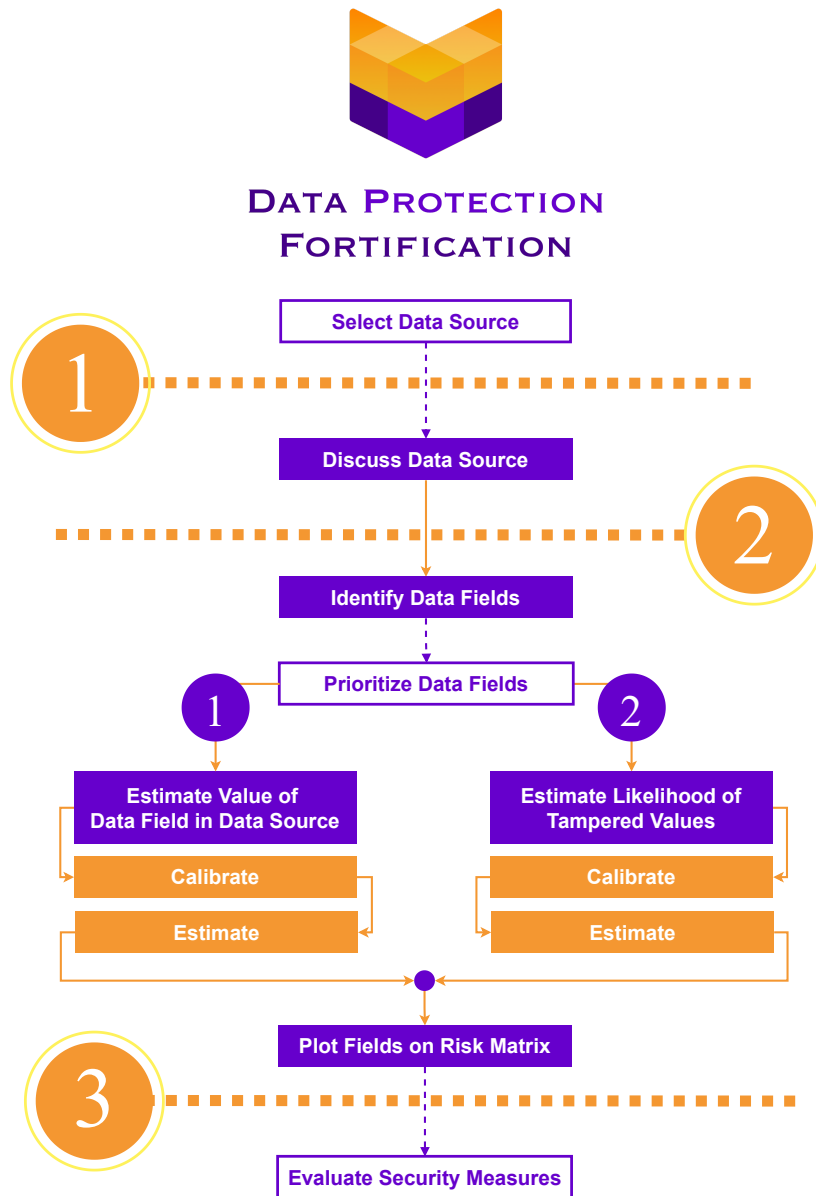 DATA PROTECTION
FORTIFICATION
Select Data Source
1
Discuss Data Source
2
Identify Data Fields
Prioritize Data Fields
1
2
Estimate Value of
Data Field in Data Source
Calibrate
Estimate
Estimate Likelihood of
Tampered Values
Calibrate
Estimate
Plot Fields on Risk Matrix
3
Evaluate Security Measures